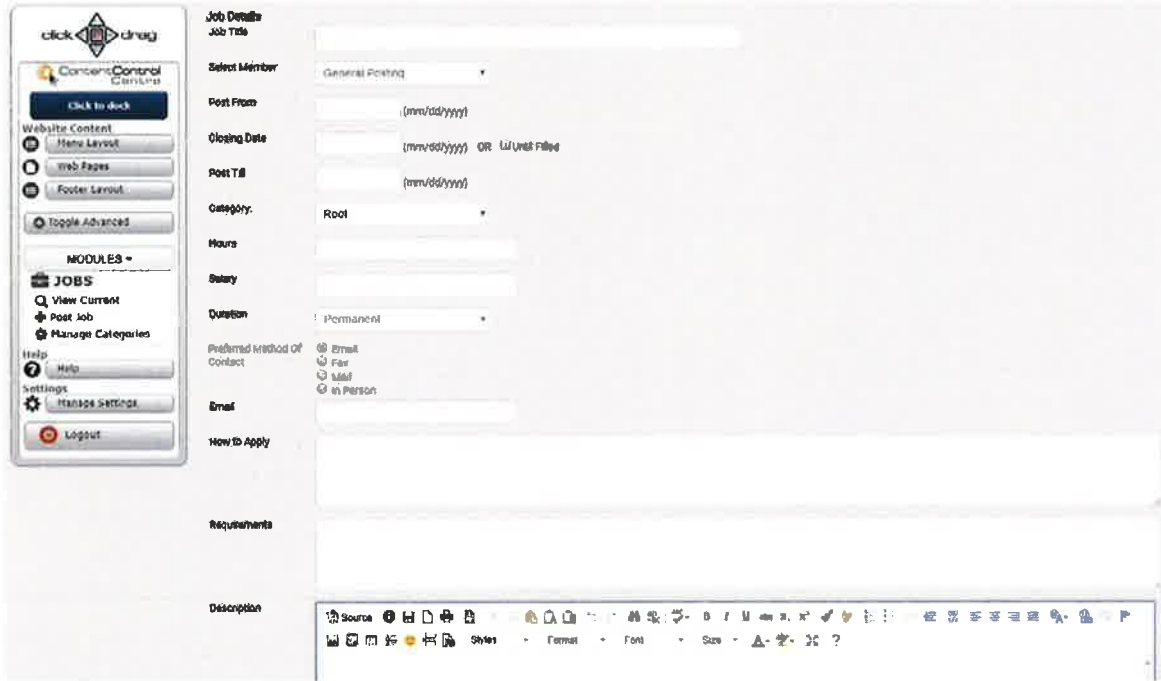 click drag
ContentControl
Central
Click to dock
Website Content
Menu Layout
Web Pages
Footer Layout
Toggle Advanced
MODULES
JOBS
View Current
Post Job
Manage Categories
Help
Help
Settings
Manage Settings
Logout
Job Details
Job Title
Select Member
General Posting
Post From
(mm/dd/yyyy)
Closing Date
(mm/dd/yyyy) OR Until Filled
Post Till
(mm/dd/yyyy)
Category:
Root
Hours
Salary
Duration
Permanent
Preferred Method Of
Contact
Email
Fax
Mail
In Person
Email
How to Apply
Requirements
Description
Source B I U abc x, x²
Styles Format Font Size A ?